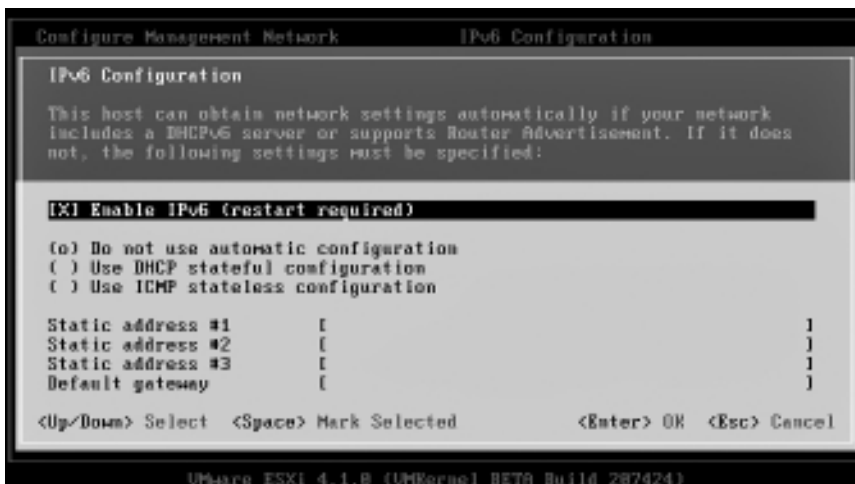 Configure Management Network IPv6 Configuration
IPv6 Configuration
This host can obtain network settings automatically if your network
includes a DHCPv6 server or supports Router Advertisement. If it does
not, the following settings must be specified:
[X] Enable IPv6 (restart required)
(o) Do not use automatic configuration
( ) Use DHCP stateful configuration
( ) Use ICMP stateless configuration
Static address #1 [ ]
Static address #2 [ ]
Static address #3 [ ]
Default gateway [ ]
<Up/Down> Select <Space> Mark Selected <Enter> OK <Esc> Cancel
VMware ESXi 4.1.0 (VMKernel BETA Build 207424)